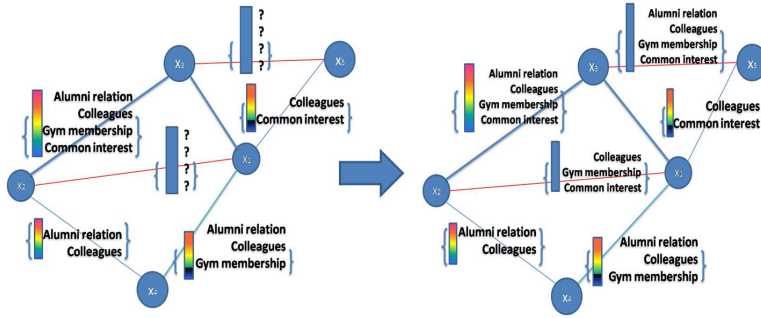 ?
?
?
?
X3
X5
Alumni relation
Colleagues
Gym membership
Common interest
Colleagues
Common interest
?
?
?
?
X1
X2
Alumni relation
Colleagues
Alumni relation
Colleagues
Gym membership
X4
Alumni relation
Colleagues
Gym membership
Common interest
X3
X5
Alumni relation
Colleagues
Gym membership
Common interest
Colleagues
Common interest
Colleagues
Gym membership
Common interest
X1
X2
Alumni relation
Colleagues
Alumni relation
Colleagues
Gym membership
X4